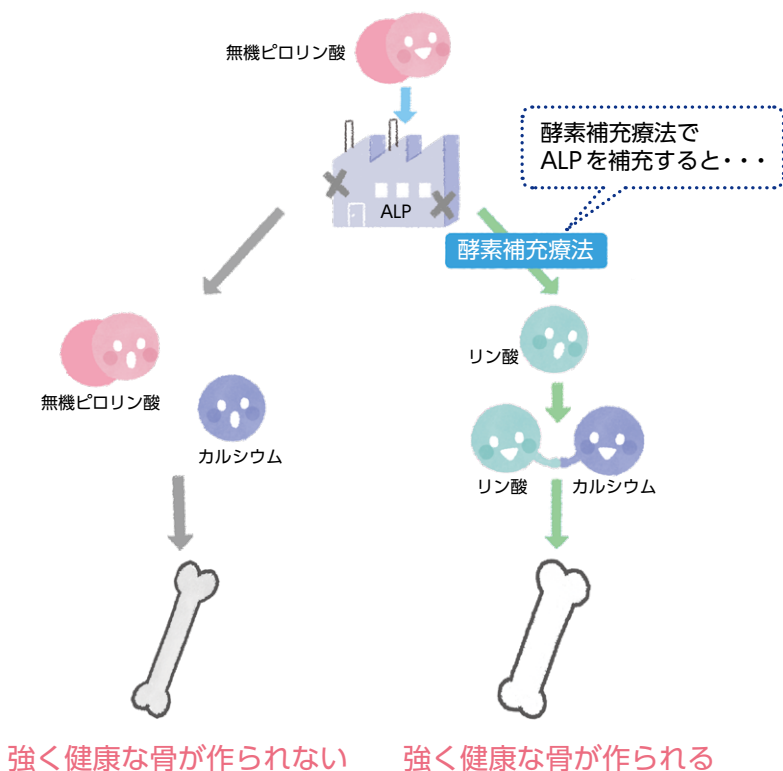 無機ピロリン酸
酵素補充療法で
ALPを補充すると・・・
ALP
酵素補充療法
無機ピロリン酸
カルシウム
リン酸
リン酸
カルシウム
強く健康な骨が作られない
強く健康な骨が作られる